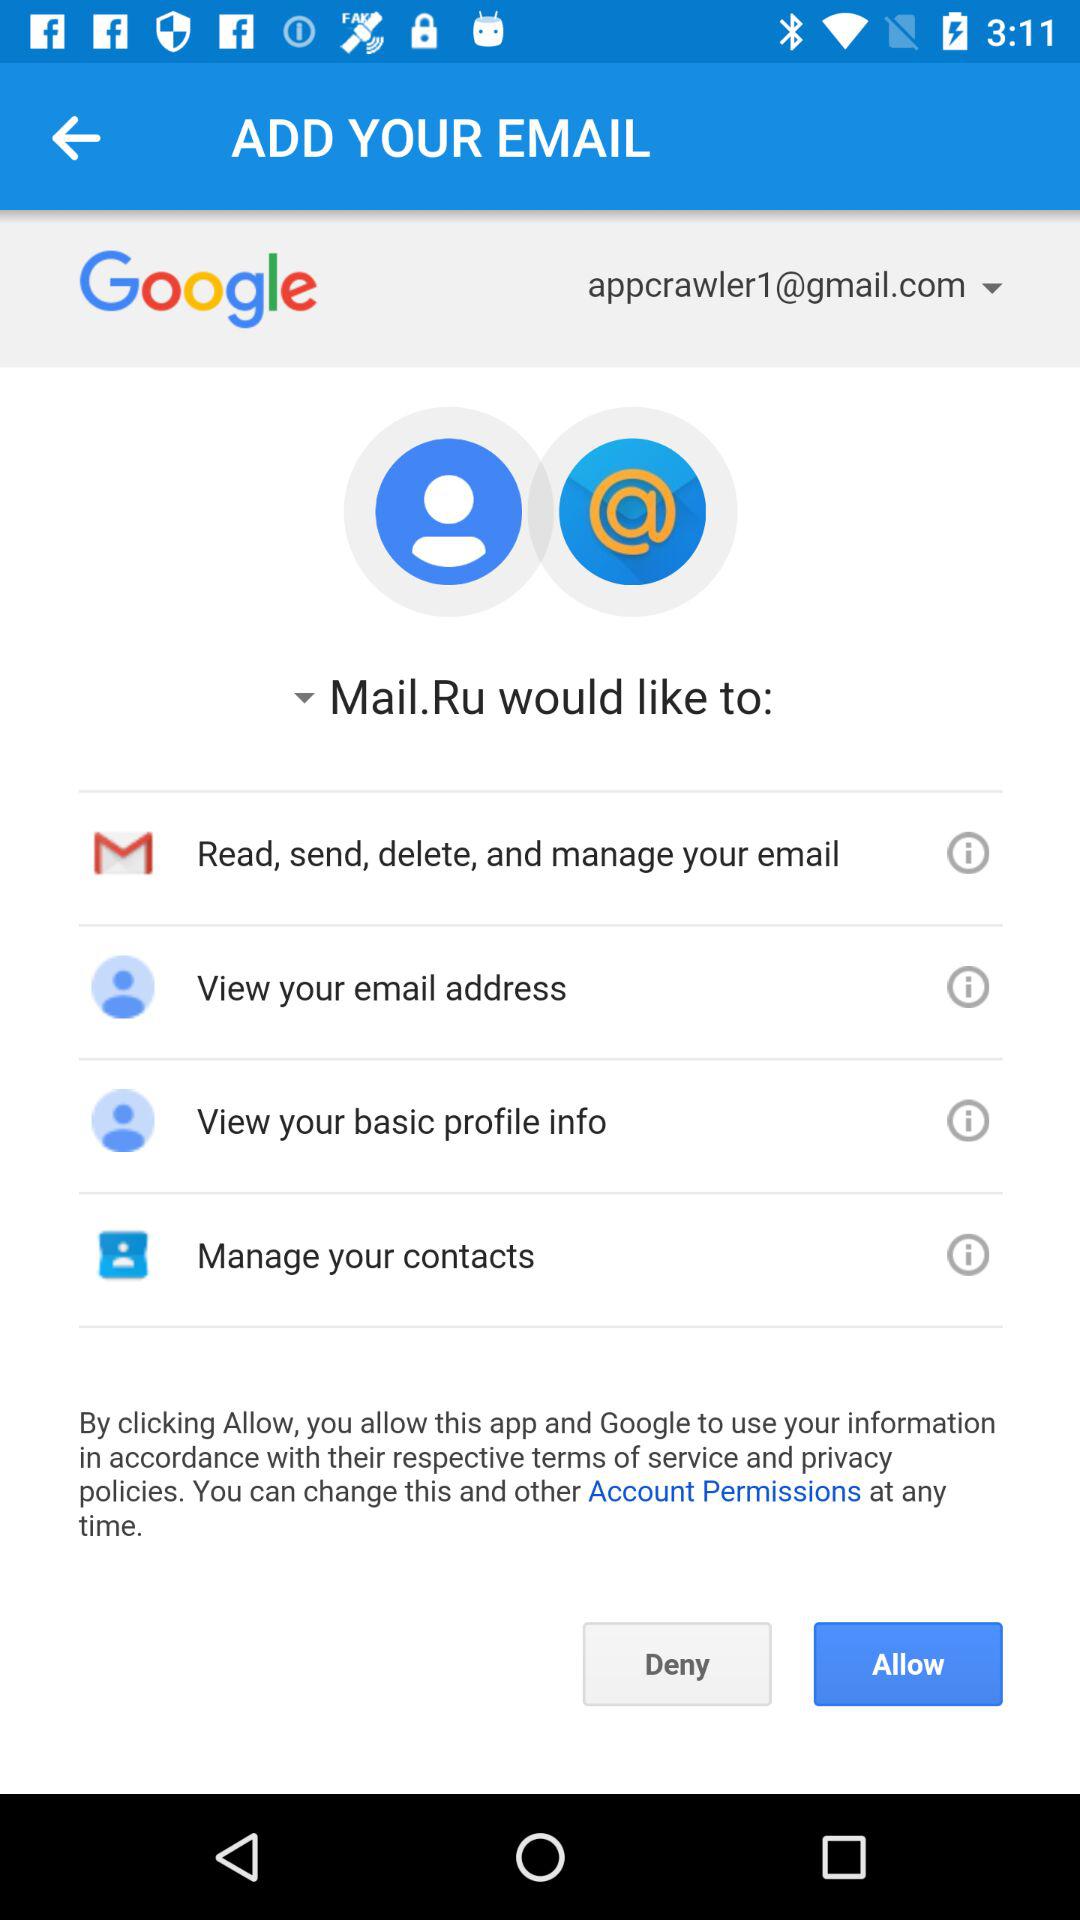 FAKE
3:11
ADD YOUR EMAIL
Google
appcrawler1@gmail.com
Mail.Ru would like to:
Read, send, delete, and manage your email
View your email address
View your basic profile info
Manage your contacts
By clicking Allow, you allow this app and Google to use your information
in accordance with their respective terms of service and privacy
policies. You can change this and other Account Permissions at any
time.
Deny
Allow